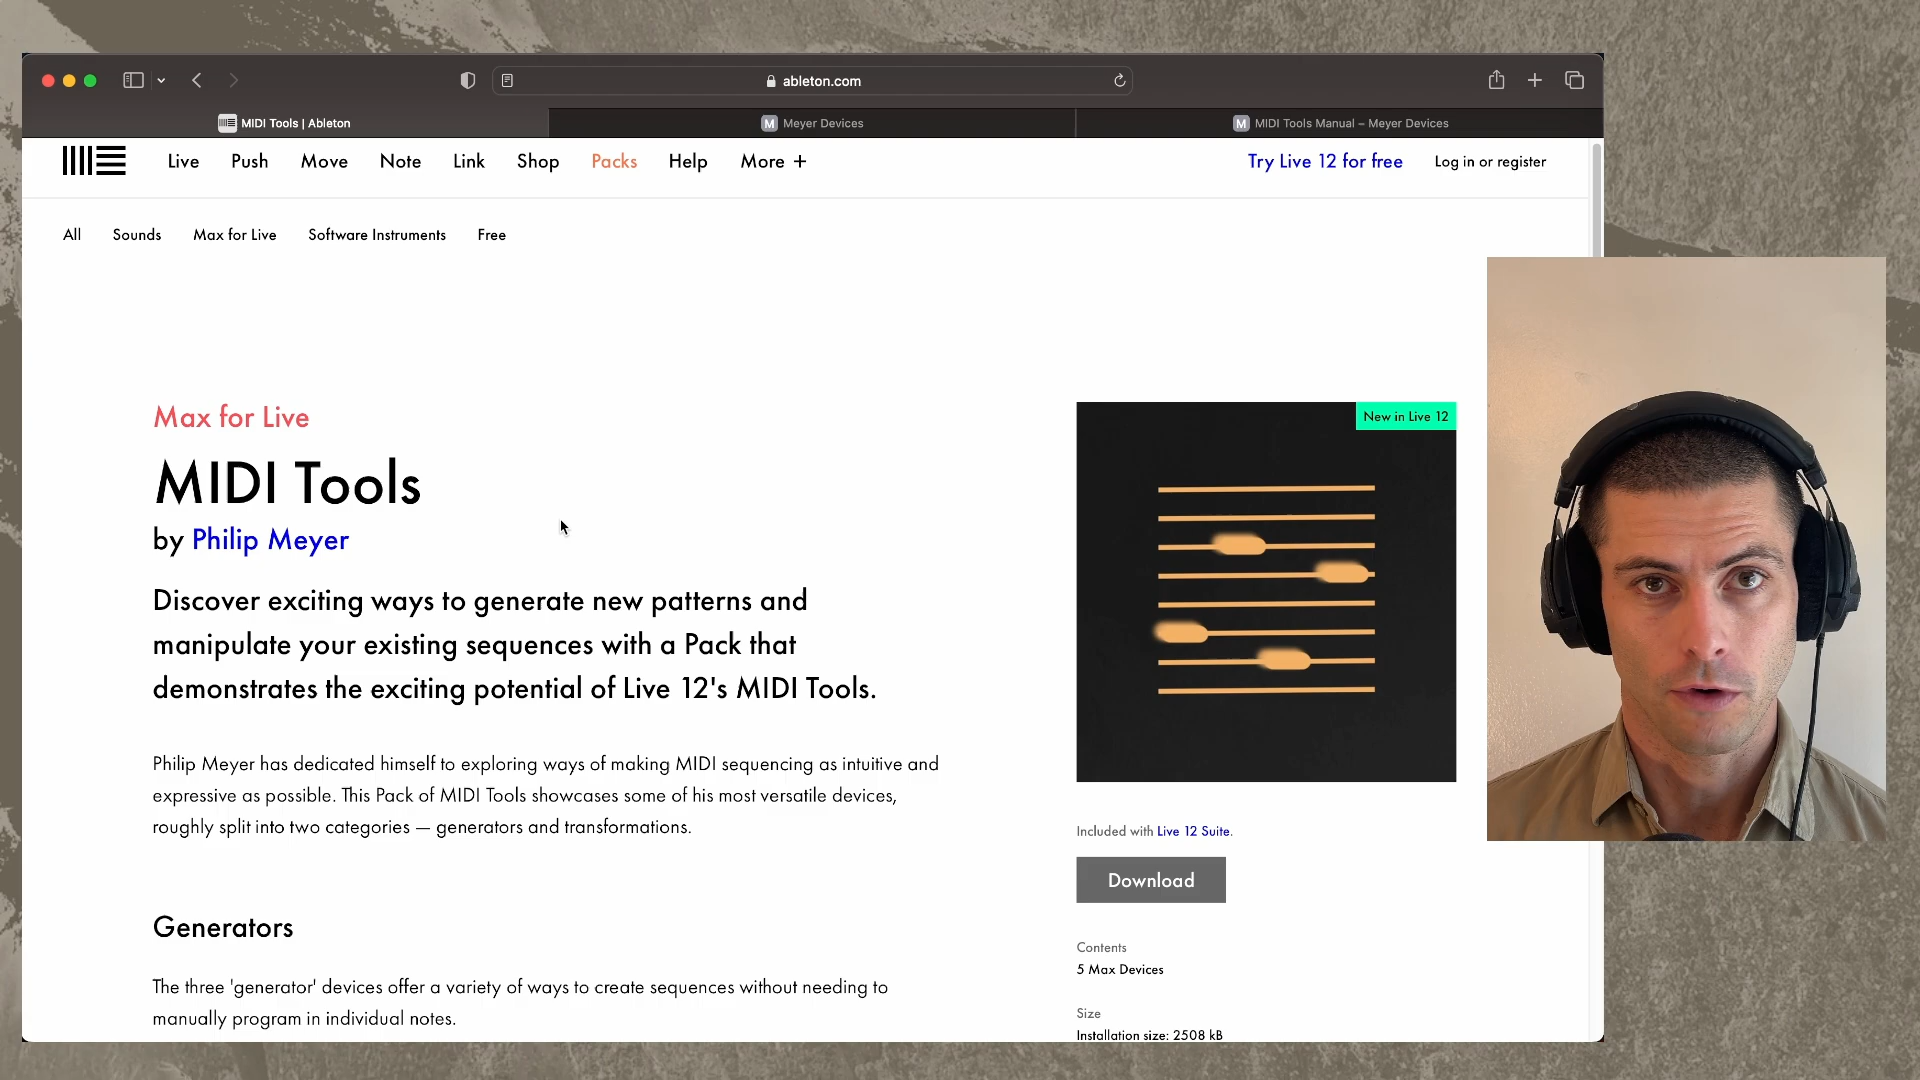 ableton.com
MIDI Tools | Ableton
M Meyer Devices
M MIDI Tools Manual – Meyer Devices
Live Push Move Note Link Shop Packs Help More +
Try Live 12 for free Log in or register
All Sounds Max for Live Software Instruments Free
Max for Live
MIDI Tools
by Philip Meyer
Discover exciting ways to generate new patterns and
manipulate your existing sequences with a Pack that
demonstrates the exciting potential of Live 12's MIDI Tools.
Philip Meyer has dedicated himself to exploring ways of making MIDI sequencing as intuitive and
expressive as possible. This Pack of MIDI Tools showcases some of his most versatile devices,
roughly split into two categories — generators and transformations.
Generators
The three 'generator' devices offer a variety of ways to create sequences without needing to
manually program in individual notes.
New in Live 12
Included with Live 12 Suite.
Download
Contents
5 Max Devices
Size
Installation size: 2508 kB